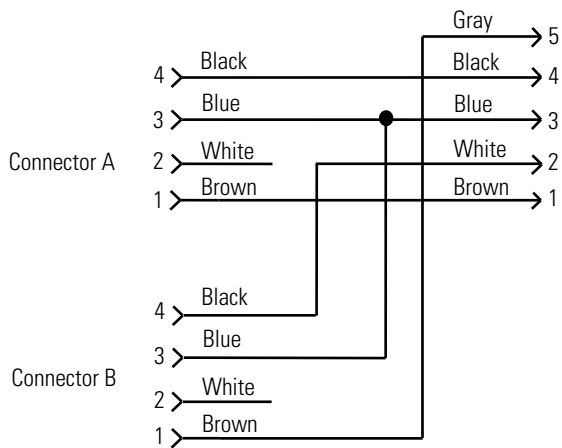 Gray 5
4 Black Black 4
3 Blue Blue 3
Connector A 2 White White 2
1 Brown Brown 1
4 Black
3 Blue
Connector B
2 White
1 Brown